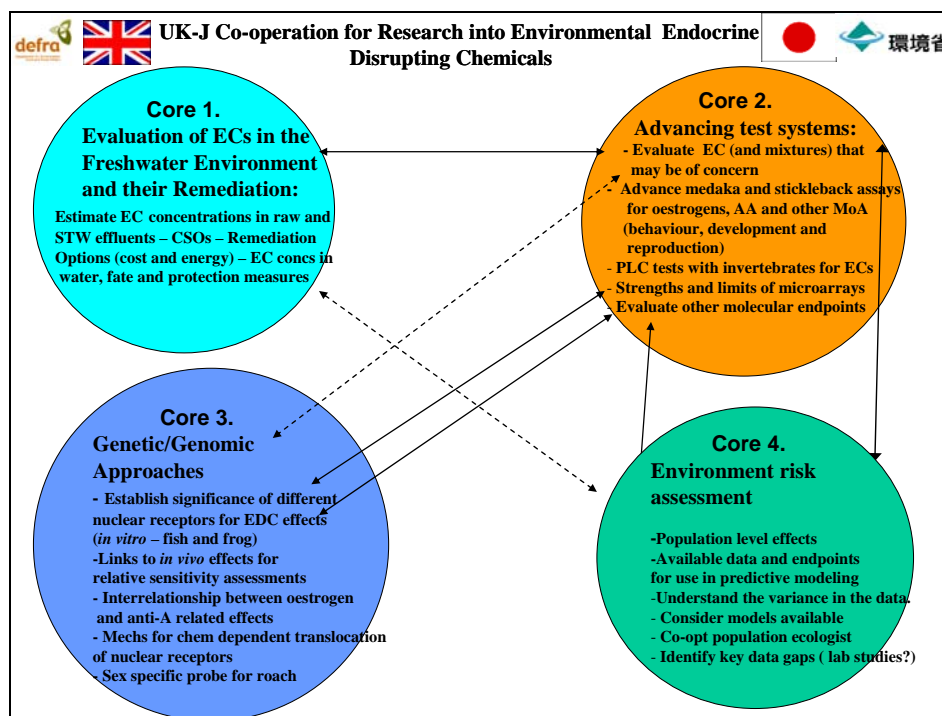 defra
UK-J Co-operation for Research into Environmental Endocrine
Disrupting Chemicals
環境省
Core 1.
Evaluation of ECs in the
Freshwater Environment
and their Remediation:
Estimate EC concentrations in raw and
STW effluents – CSOs – Remediation
Options (cost and energy) – EC concs in
water, fate and protection measures
Core 2.
Advancing test systems:
- Evaluate EC (and mixtures) that
may be of concern
- Advance medaka and stickleback assays
for oestrogens, AA and other MoA
(behaviour, development and
reproduction)
- PLC tests with invertebrates for ECs
- Strengths and limits of microarrays
- Evaluate other molecular endpoints
Core 3.
Genetic/Genomic
Approaches
- Establish significance of different
nuclear receptors for EDC effects
(in vitro – fish and frog)
-Links to in vivo effects for
relative sensitivity assessments
- Interrelationship between oestrogen
and anti-A related effects
- Mechs for chem dependent translocation
of nuclear receptors
- Sex specific probe for roach
Core 4.
Environment risk
assessment
-Population level effects
-Available data and endpoints
for use in predictive modeling
-Understand the variance in the data.
- Consider models available
- Co-opt population ecologist
- Identify key data gaps ( lab studies?)